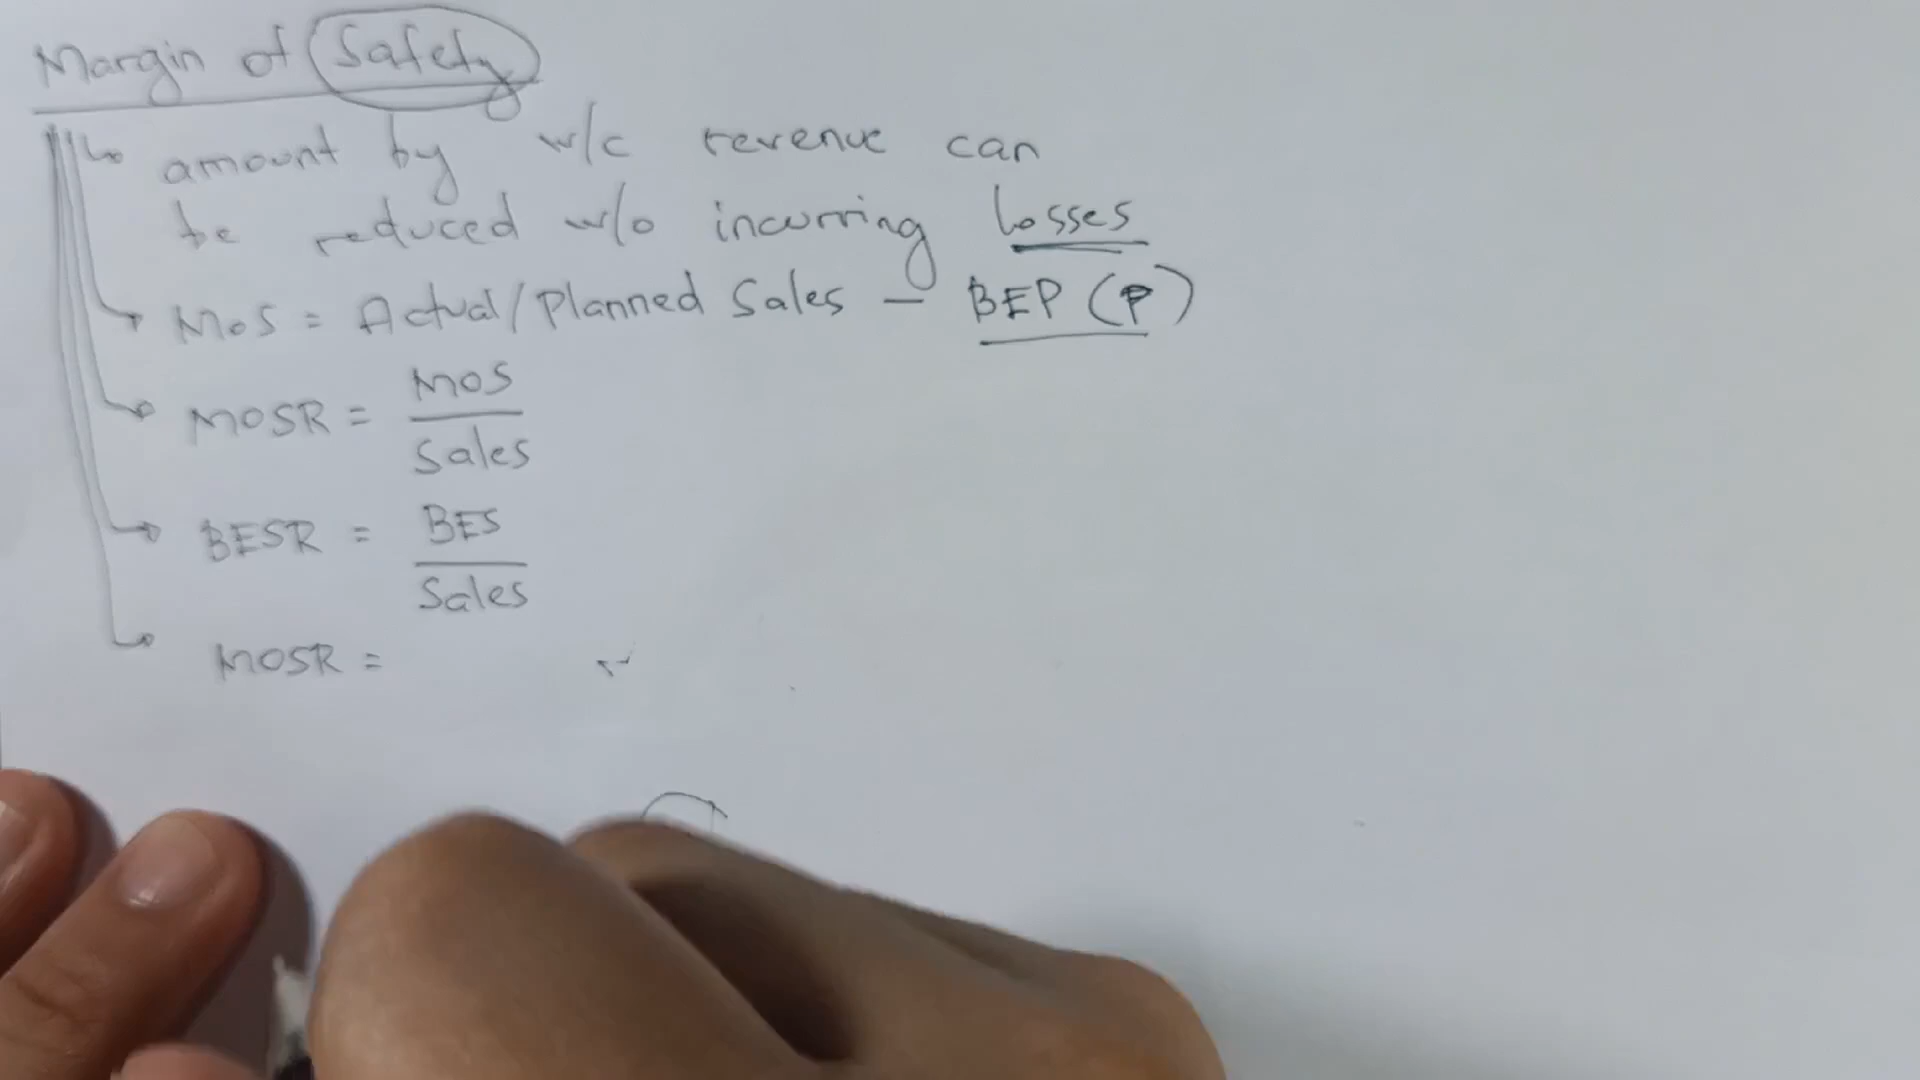 Margin of Safety
amount by w/c revenue can
be reduced w/o incurring losses
MoS = Actual/Planned Sales - BEP (₱)
MOSR = MOS
Sales
BESR = BES
Sales
MOSR =